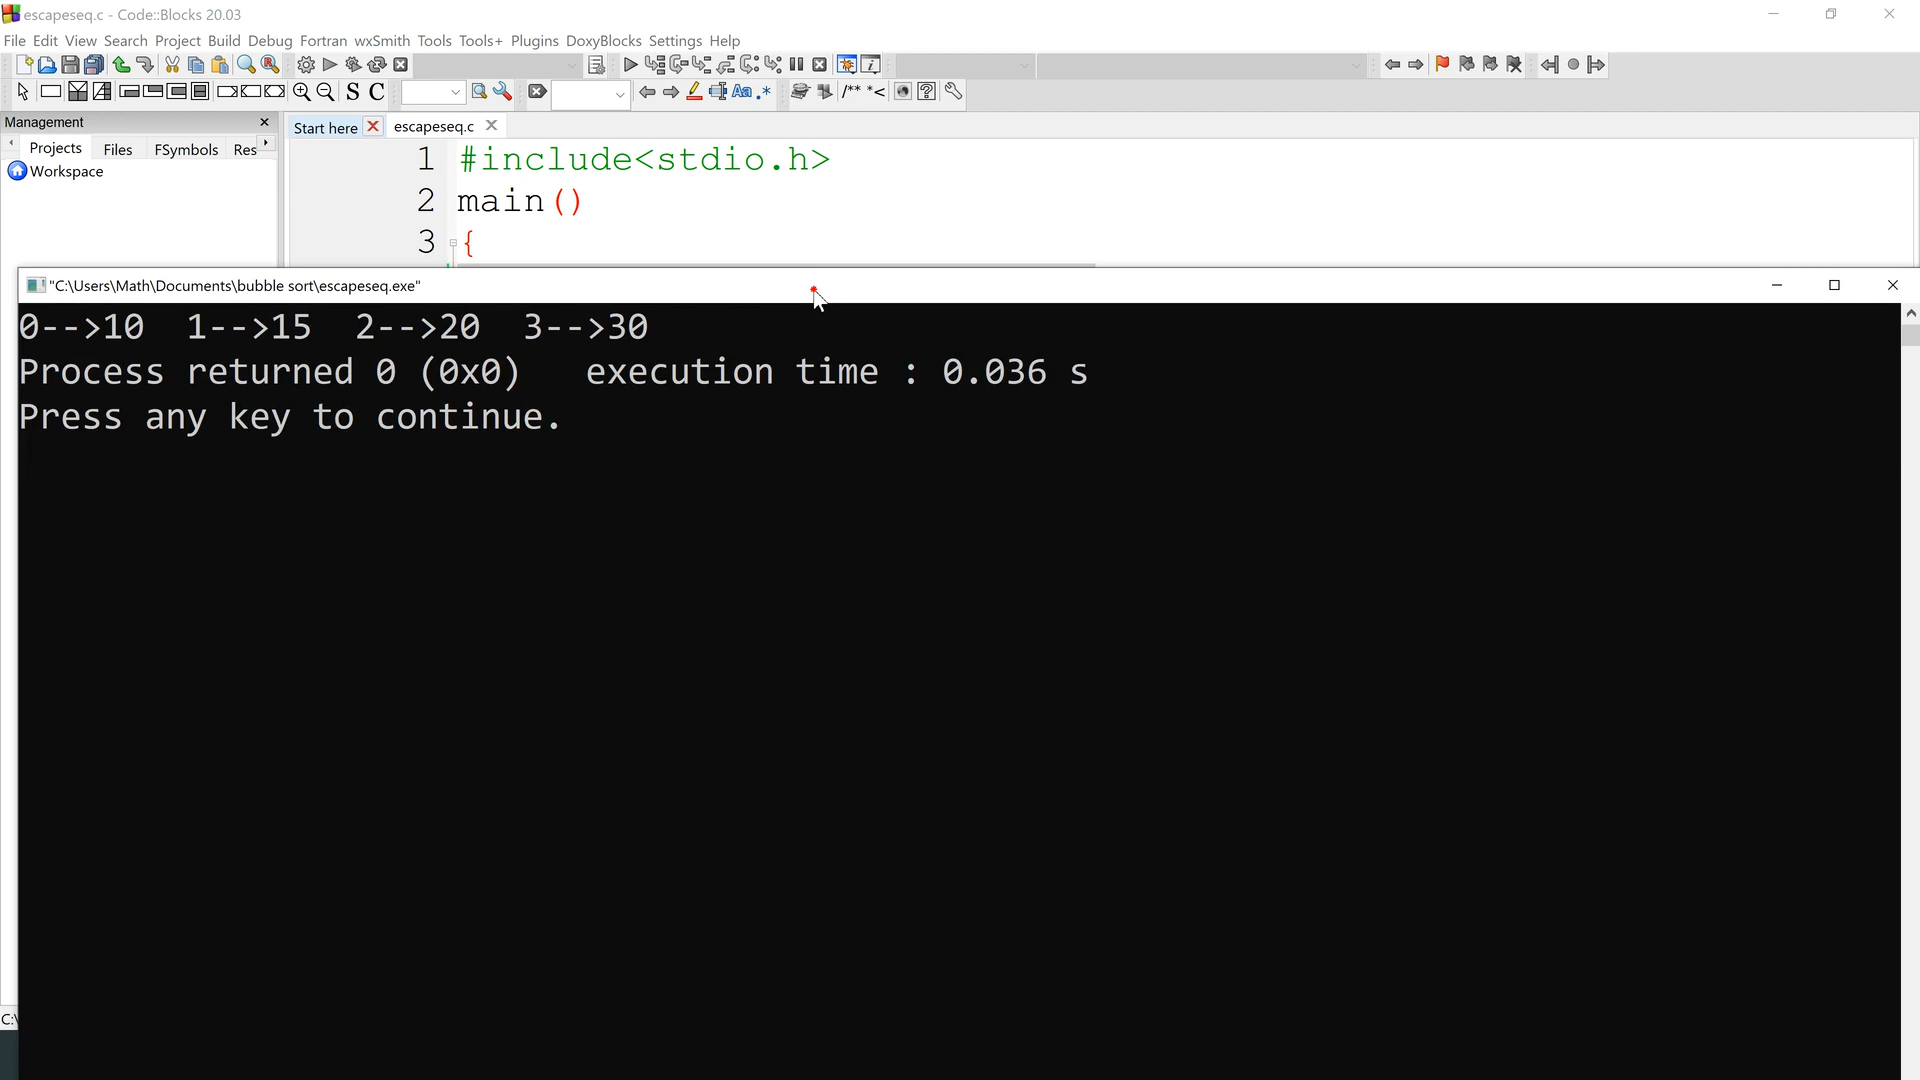 escapeseq.c - Code::Blocks 20.03
File Edit View Search Project Build Debug Fortran wxSmith Tools Tools+ Plugins DoxyBlocks Settings Help
S C Aa .* /** *<
Management
Start here escapeseq.c
Projects Files FSymbols Res
Workspace
1 #include<stdio.h>
2 main()
3 {
"C:\Users\Math\Documents\bubble sort\escapeseq.exe"
0-->10 1-->15 2-->20 3-->30
Process returned 0 (0x0) execution time : 0.036 s
Press any key to continue.
C:\